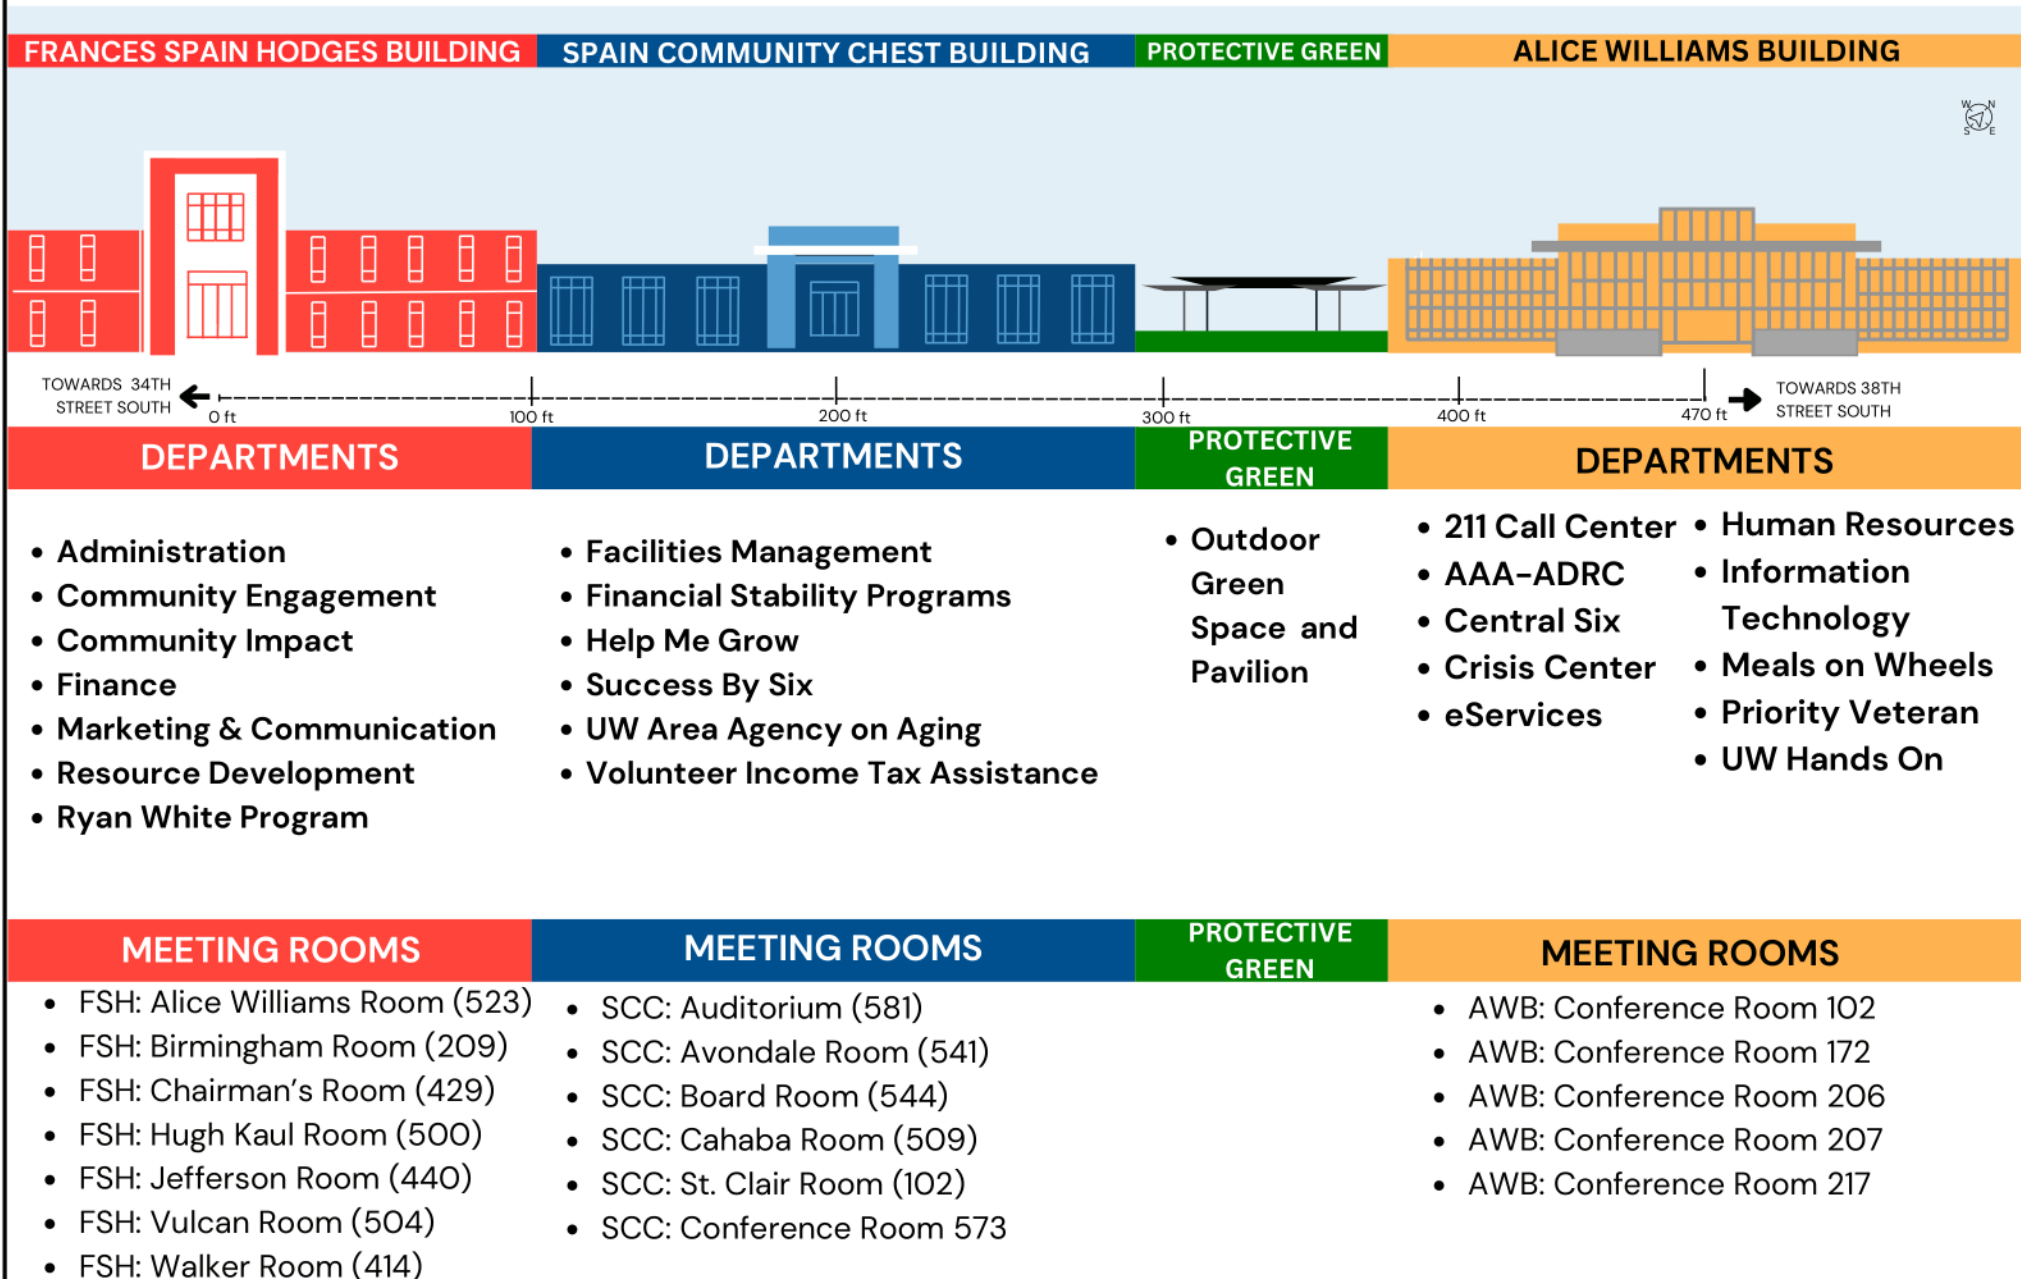 FRANCES SPAIN HODGES BUILDING
SPAIN COMMUNITY CHEST BUILDING
PROTECTIVE GREEN
ALICE WILLIAMS BUILDING
W N
S E
TOWARDS 34TH
STREET SOUTH
0 ft
100 ft
200 ft
300 ft
400 ft
470 ft
TOWARDS 38TH
STREET SOUTH
DEPARTMENTS
• Administration
• Community Engagement
• Community Impact
• Finance
• Marketing & Communication
• Resource Development
• Ryan White Program
DEPARTMENTS
• Facilities Management
• Financial Stability Programs
• Help Me Grow
• Success By Six
• UW Area Agency on Aging
• Volunteer Income Tax Assistance
PROTECTIVE
GREEN
• Outdoor
Green
Space and
Pavilion
DEPARTMENTS
• 211 Call Center
• AAA-ADRC
• Central Six
• Crisis Center
• eServices
• Human Resources
• Information
Technology
• Meals on Wheels
• Priority Veteran
• UW Hands On
MEETING ROOMS
• FSH: Alice Williams Room (523)
• FSH: Birmingham Room (209)
• FSH: Chairman's Room (429)
• FSH: Hugh Kaul Room (500)
• FSH: Jefferson Room (440)
• FSH: Vulcan Room (504)
• FSH: Walker Room (414)
MEETING ROOMS
• SCC: Auditorium (581)
• SCC: Avondale Room (541)
• SCC: Board Room (544)
• SCC: Cahaba Room (509)
• SCC: St. Clair Room (102)
• SCC: Conference Room 573
PROTECTIVE
GREEN
MEETING ROOMS
• AWB: Conference Room 102
• AWB: Conference Room 172
• AWB: Conference Room 206
• AWB: Conference Room 207
• AWB: Conference Room 217